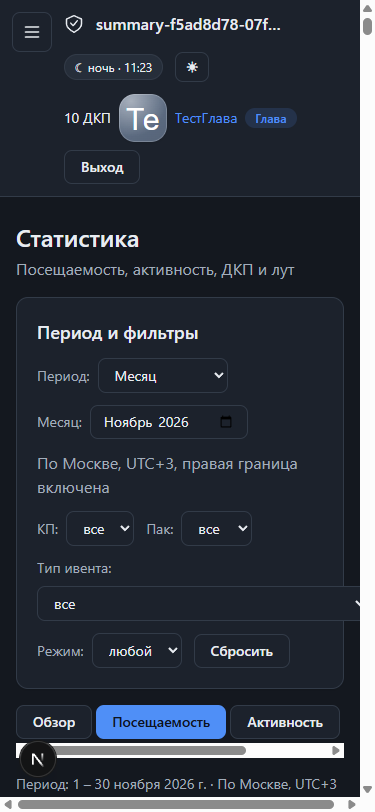 summary-f5ad8d78-07f...
ночь · 11:23
10 ДКП Te ТестГлава Глава
Выход
Статистика
Посещаемость, активность, ДКП и лут
Период и фильтры
Период: Месяц
Месяц: Ноябрь 2026
По Москве, UTC+3, правая граница
включена
КП: все Пак: все
Тип ивента:
все
Режим: любой Сбросить
Обзор Посещаемость Активность
N
Период: 1 – 30 ноября 2026 г. · По Москве, UTC+3